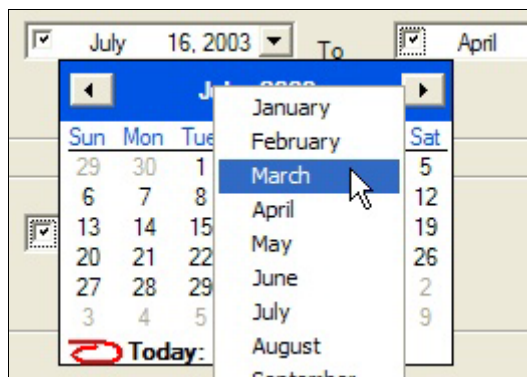 July 16, 2003 To April
January
Sun Mon Tue February Sat
29 30 1 March 5
6 7 8 April 12
13 14 15 May 19
20 21 22 26
27 28 29 June 2
3 4 5 July 9
Today: August